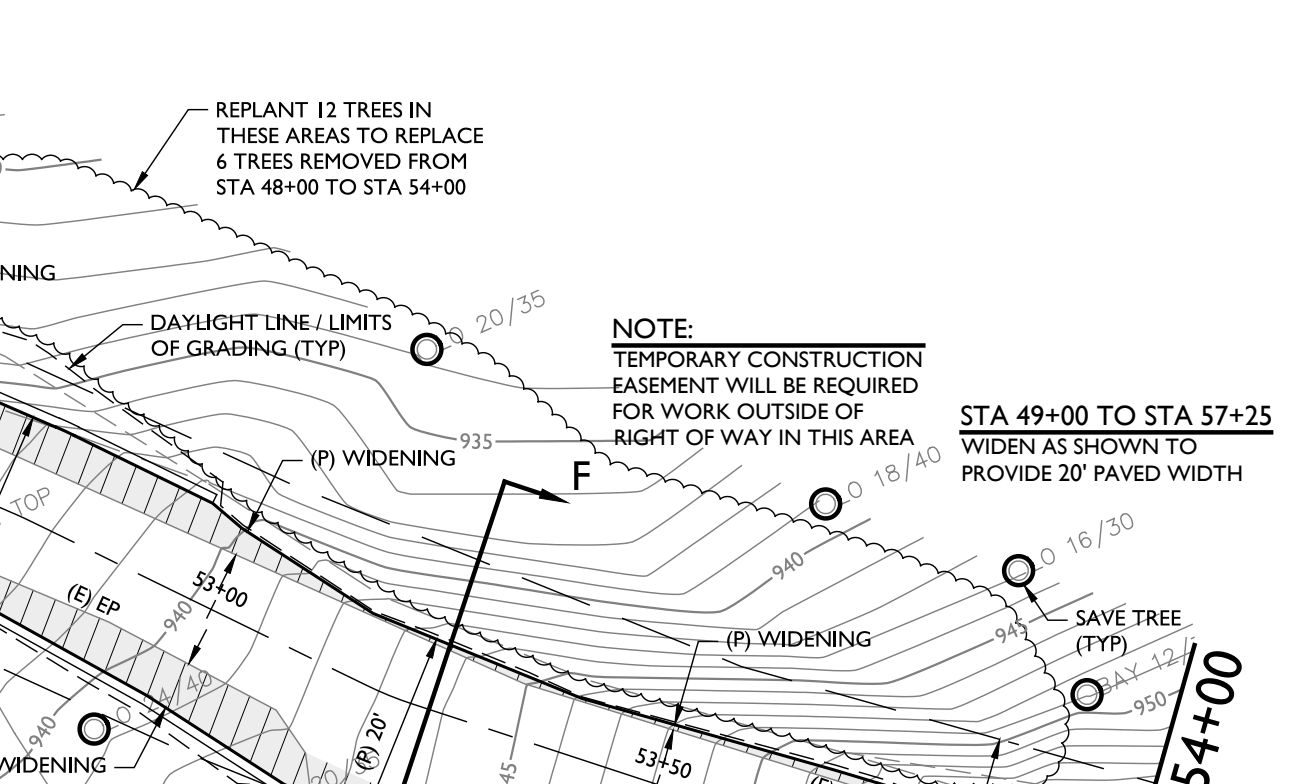 REPLANT 12 TREES IN
THESE AREAS TO REPLACE
6 TREES REMOVED FROM
STA 48+00 TO STA 54+00
NING
DAYLIGHT LINE / LIMITS
OF GRADING (TYP)
O 20/35
NOTE:
TEMPORARY CONSTRUCTION
EASEMENT WILL BE REQUIRED
FOR WORK OUTSIDE OF
RIGHT OF WAY IN THIS AREA
STA 49+00 TO STA 57+25
WIDEN AS SHOWN TO
PROVIDE 20' PAVED WIDTH
935
(P) WIDENING
F
O 18/40
TOP
O 16/30
940
53+00
(E) EP
940
SAVE TREE
(TYP)
945
(P) WIDENING
BAY 12/
950
54+00
940
WIDENING
(P) 20'
45
53+50